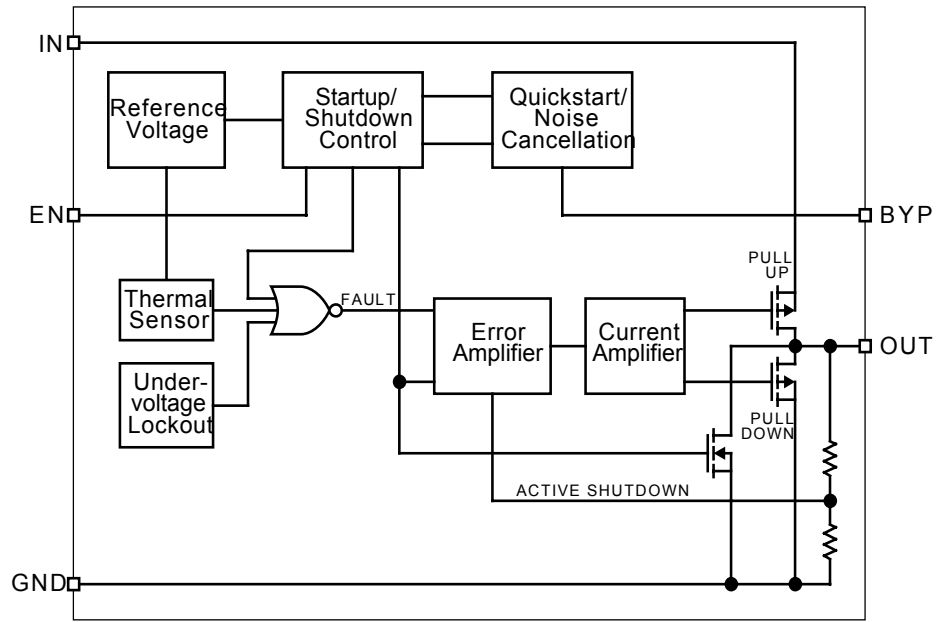 IN
Reference
Voltage
Startup/
Shutdown
Control
Quickstart/
Noise
Cancellation
EN
BYP
PULL
UP
Thermal
Sensor
FAULT
Error
Amplifier
Current
Amplifier
OUT
Under-
voltage
Lockout
PULL
DOWN
ACTIVE SHUTDOWN
GND